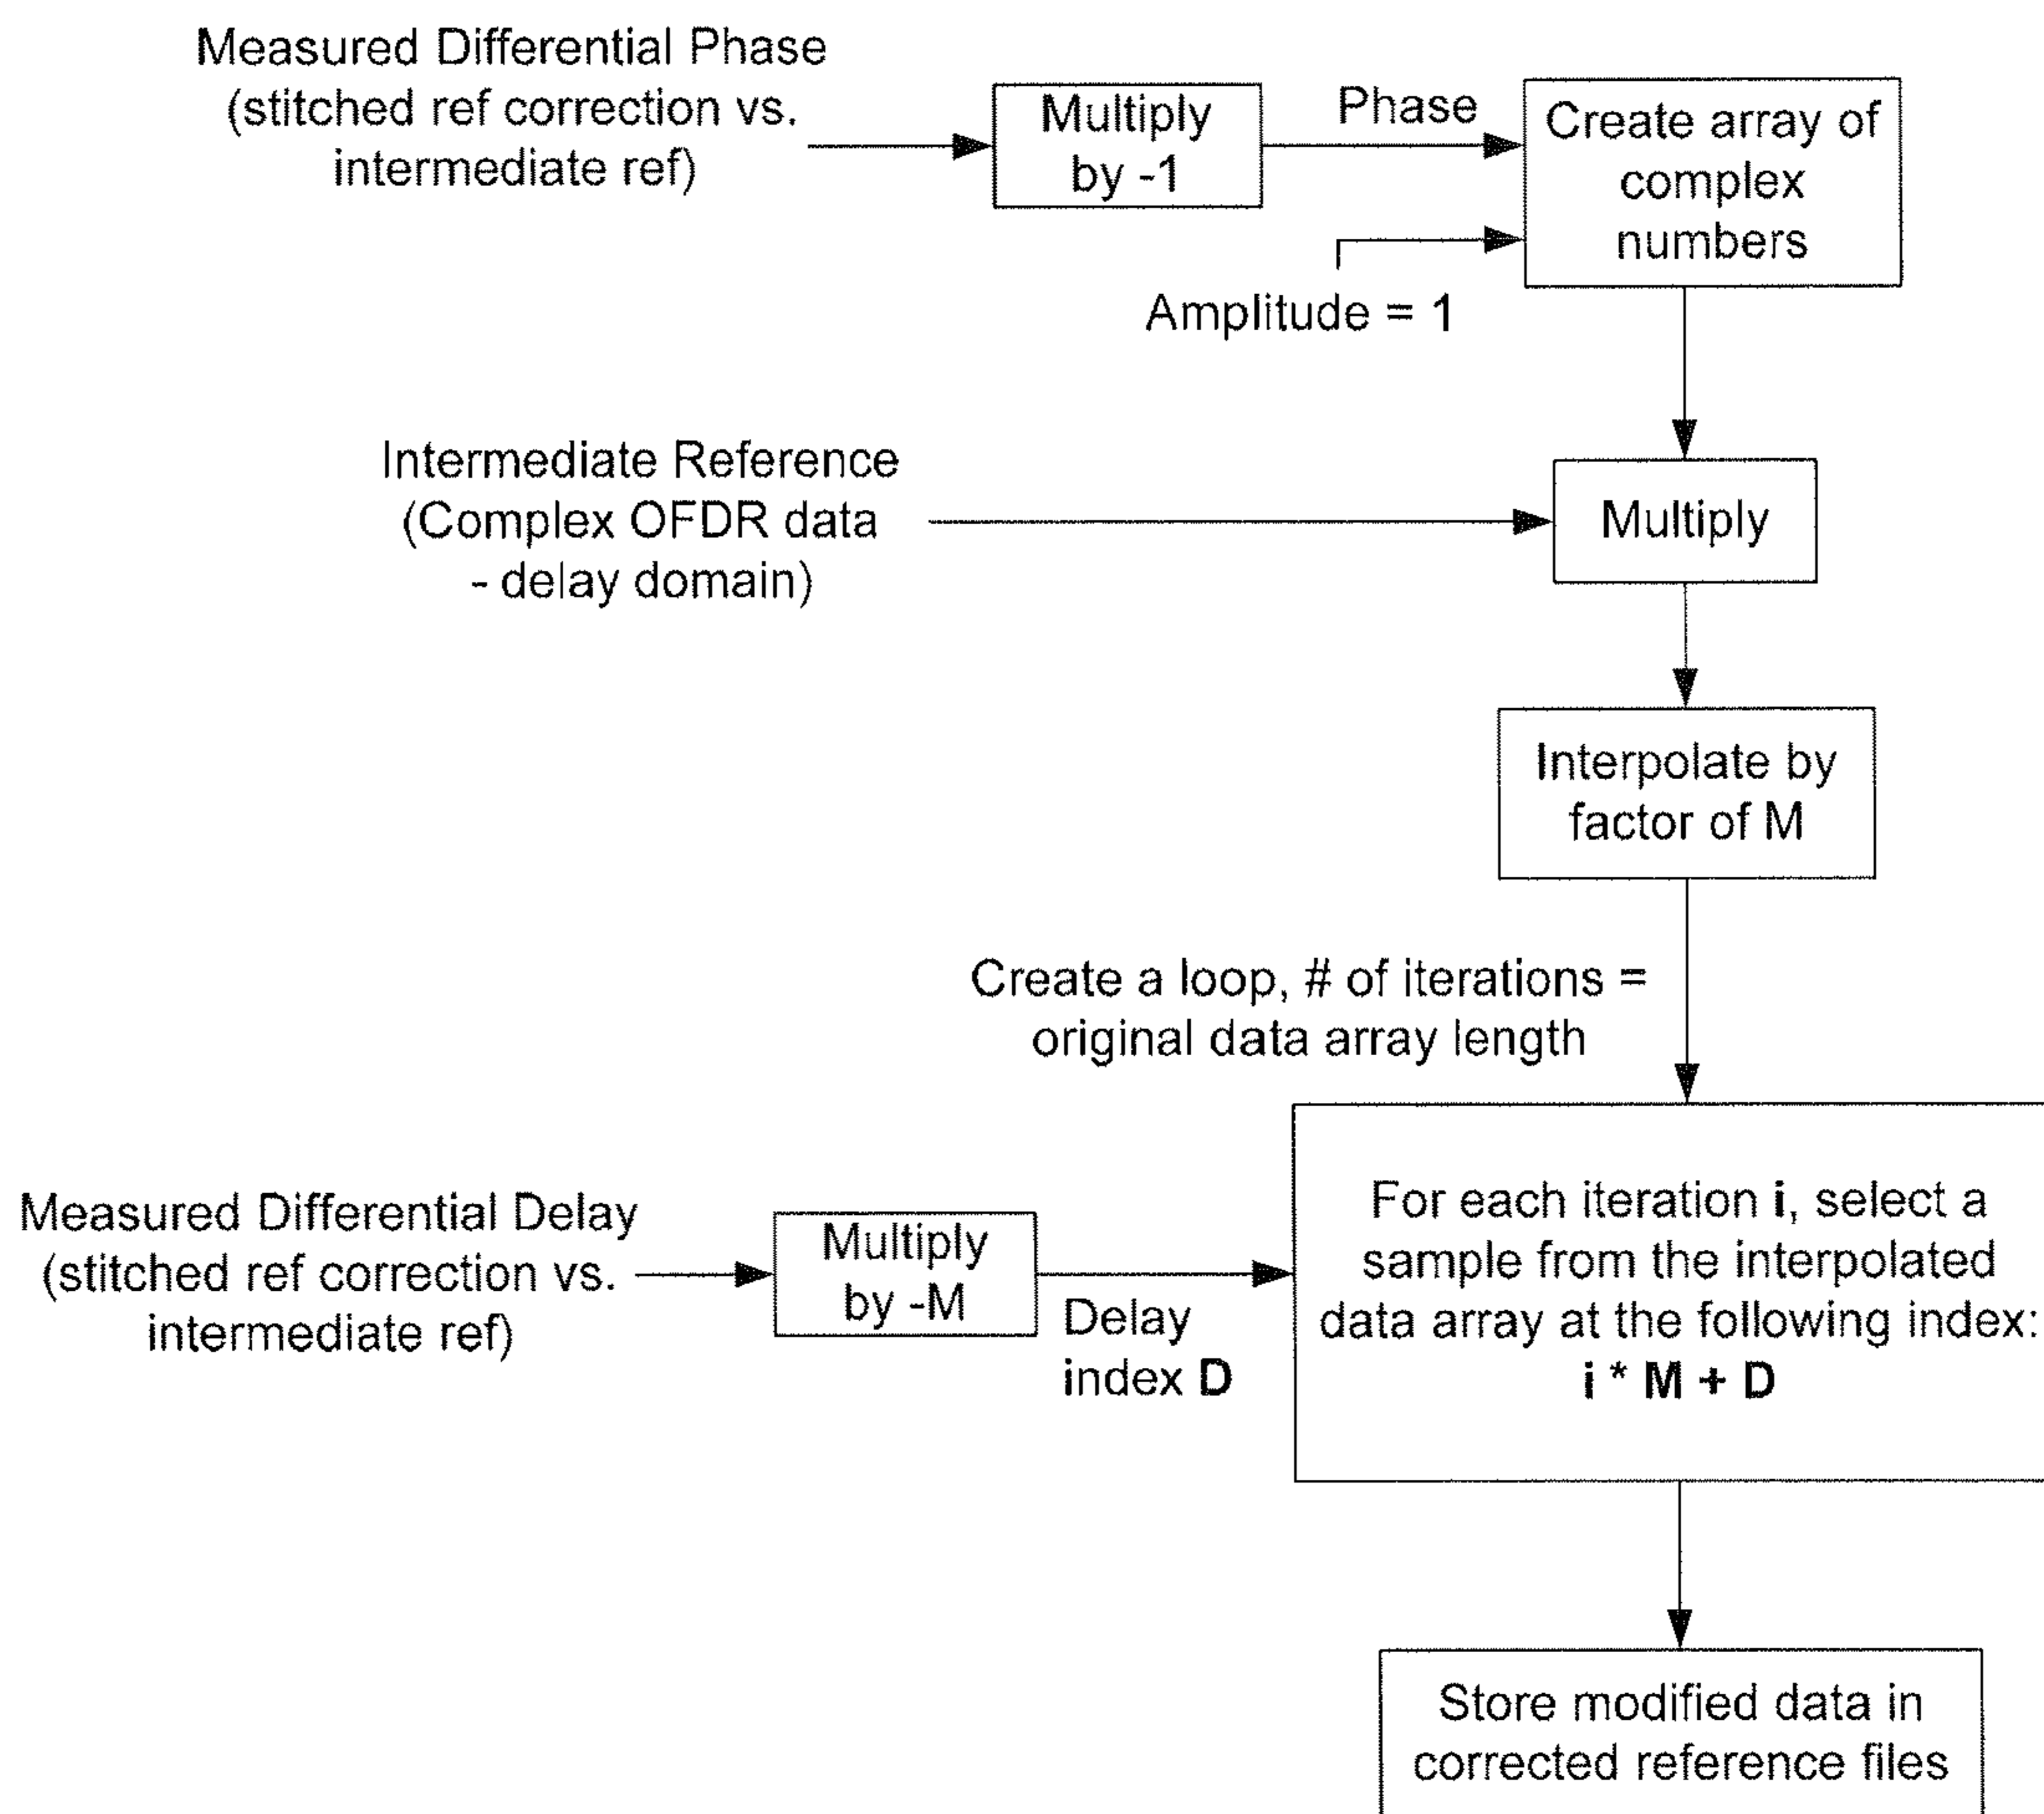 Measured Differential Phase
(stitched ref correction vs.
intermediate ref)
Multiply
by -1
Phase
Create array of
complex
numbers
Amplitude = 1
Intermediate Reference
(Complex OFDR data
- delay domain)
Multiply
Interpolate by
factor of M
Create a loop, # of iterations =
original data array length
Measured Differential Delay
(stitched ref correction vs.
intermediate ref)
Multiply
by -M
Delay
index D
For each iteration i, select a
sample from the interpolated
data array at the following index:
i * M + D
Store modified data in
corrected reference files